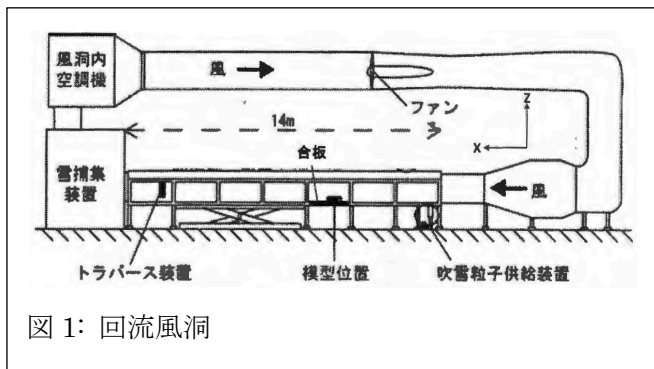 風洞内
空調機
風
ファン
14m
Z
X
合板
雪捕集
装置
風
トラバース装置
模型位置
吹雪粒子供給装置
図 1: 回流風洞